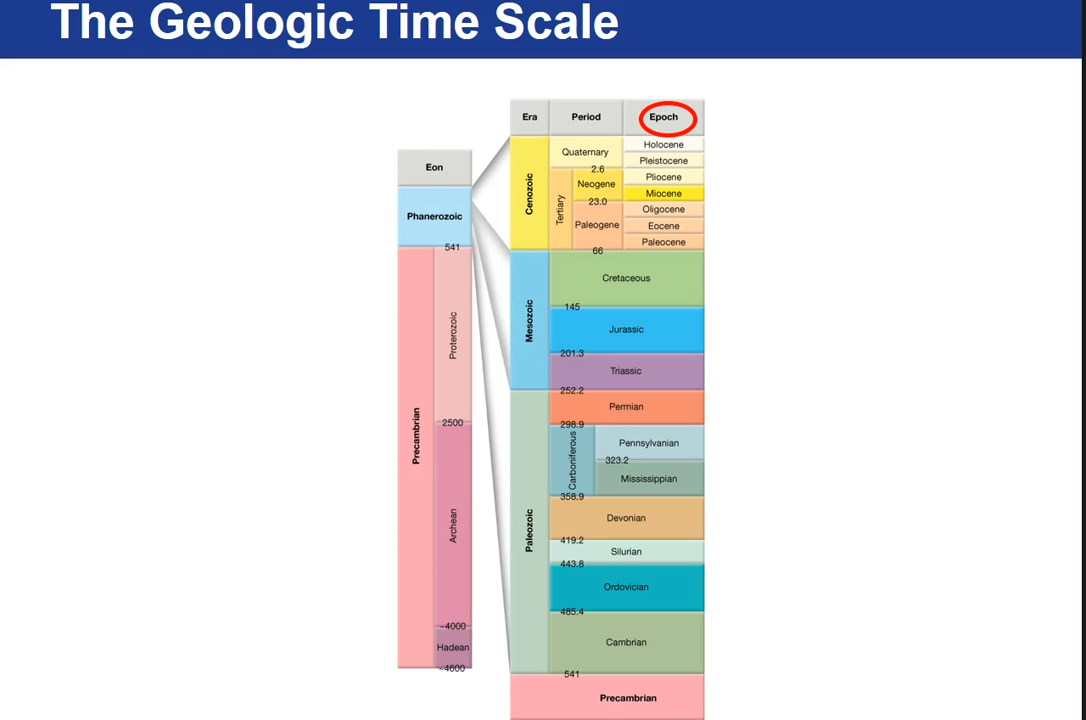 The Geologic Time Scale
Eon
Phanerozoic
541
Precambrian
Proterozoic
2500
Archean
~4000
Hadean
~4600
Era Period Epoch
Cenozoic
Quaternary
Holocene
Pleistocene
2.6
Tertiary
Neogene
Pliocene
Miocene
23.0
Paleogene
Oligocene
Eocene
Paleocene
66
Mesozoic
Cretaceous
145
Jurassic
201.3
Triassic
252.2
Paleozoic
Permian
298.9
Carboniferous
Pennsylvanian
323.2
Mississippian
358.9
Devonian
419.2
Silurian
443.8
Ordovician
485.4
Cambrian
541
Precambrian